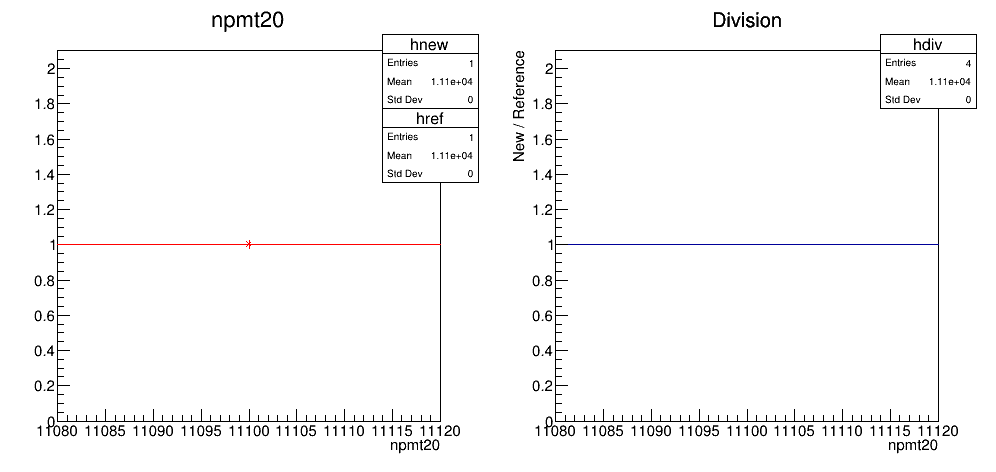 npmt20
hnew
Entries 1
Mean 1.11e+04
Std Dev 0
href
Entries 1
Mean 1.11e+04
Std Dev 0
2
1.8
1.6
1.4
1.2
1
0.8
0.6
0.4
0.2
0
11080 11085 11090 11095 11100 11105 11110 11115 11120
npmt20
Division
hdiv
Entries 4
Mean 1.11e+04
Std Dev 0
New / Reference
2
1.8
1.6
1.4
1.2
1
0.8
0.6
0.4
0.2
0
11080 11085 11090 11095 11100 11105 11110 11115 11120
npmt20